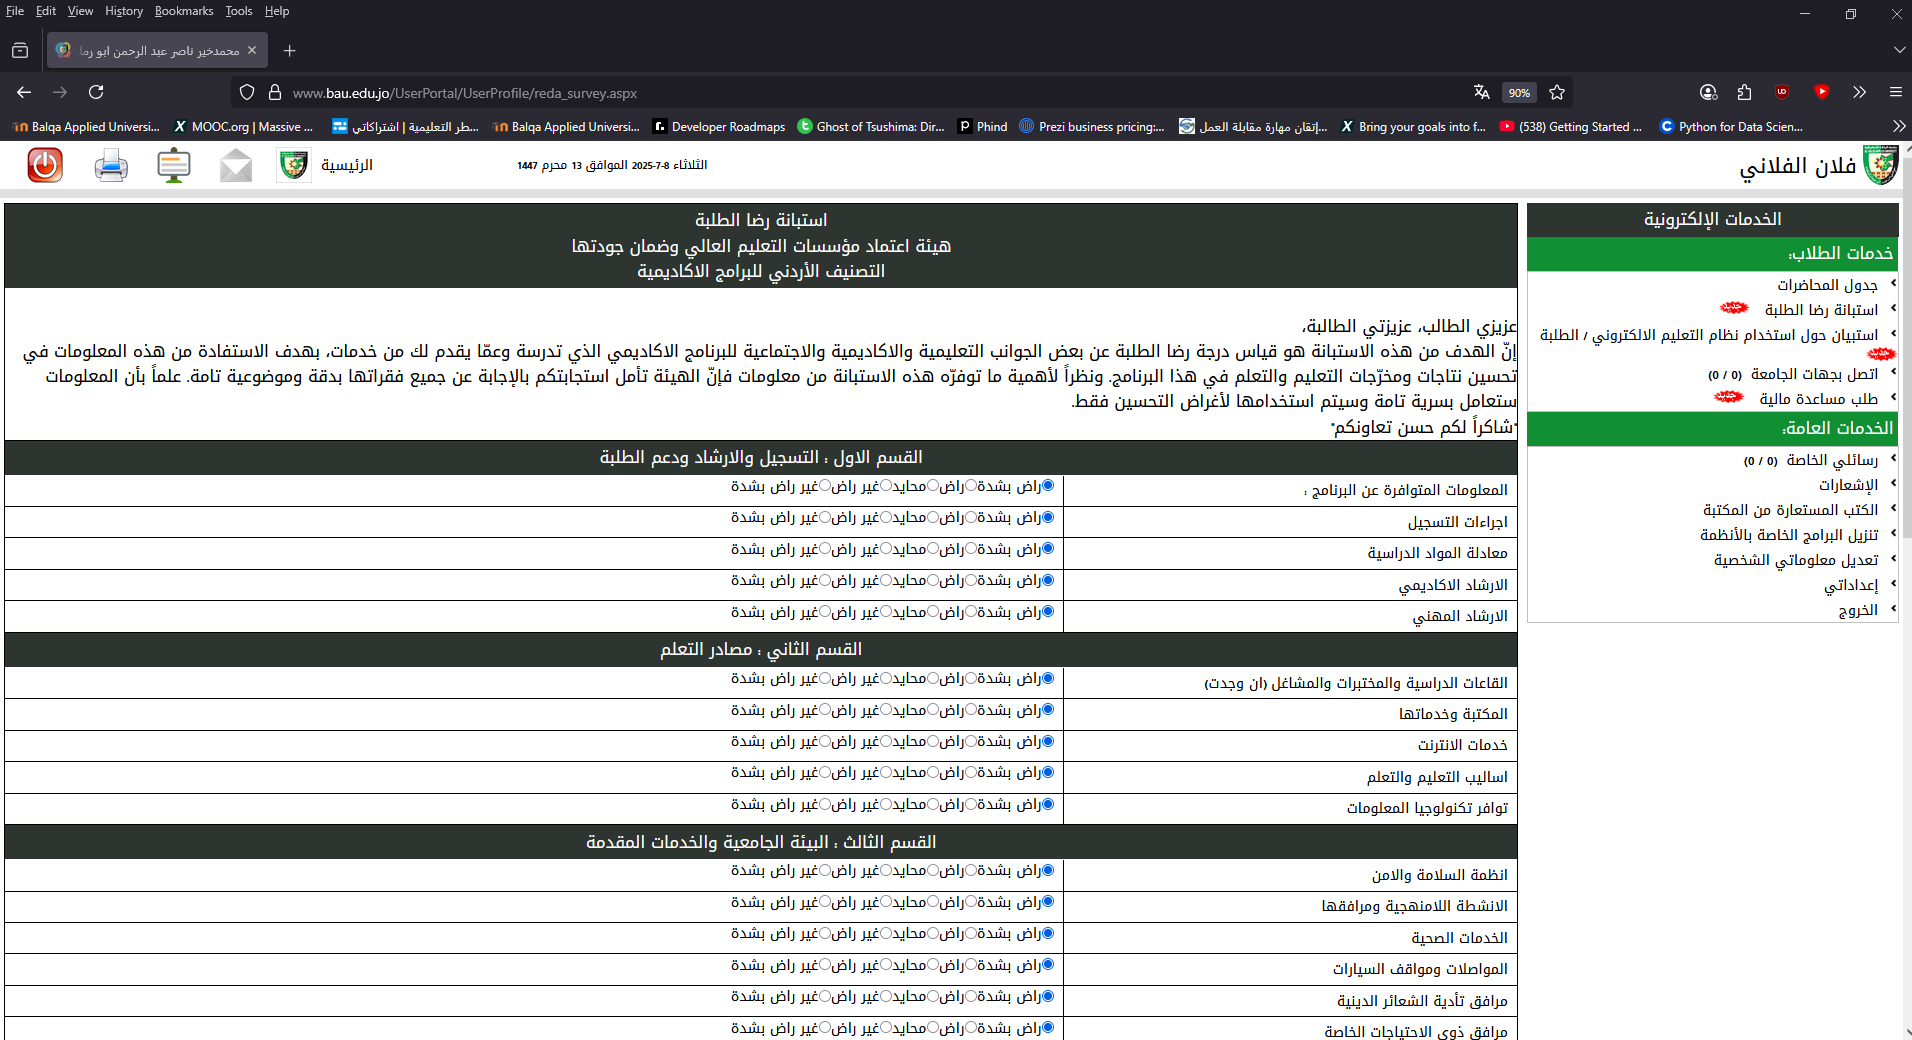 File Edit View History Bookmarks Tools Help
محمدخير ناصر عبد الرحمن ابو رما
www.bau.edu.jo/UserPortal/UserProfile/reda_survey.aspx
90%
Balqa Applied Universi...
MOOC.org | Massive ...
طر التعليمية | اشتراكاتي...
Balqa Applied Universi...
Developer Roadmaps
Ghost of Tsushima: Dir...
Phind
Prezi business pricing:...
إتقان مهارة مقابلة العمل...
Bring your goals into f...
(538) Getting Started ...
Python for Data Scien...
فلان الفلاني
الثلاثاء 8-7-2025 الموافق 13 محرم 1447
الرئيسية
الخدمات الإلكترونية
خدمات الطلاب:
جدول المحاضرات
استبانة رضا الطلبة
استبيان حول استخدام نظام التعليم الالكتروني / الطلبة
اتصل بجهات الجامعة (0 / 0)
طلب مساعدة مالية
الخدمات العامة:
رسائلي الخاصة (0 / 0)
الإشعارات
الكتب المستعارة من المكتبة
تنزيل البرامج الخاصة بالأنظمة
تعديل معلوماتي الشخصية
إعداداتي
الخروج
استبانة رضا الطلبة
هيئة اعتماد مؤسسات التعليم العالي وضمان جودتها
التصنيف الأردني للبرامج الاكاديمية
عزيزي الطالب، عزيزتي الطالبة،
إنّ الهدف من هذه الاستبانة هو قياس درجة رضا الطلبة عن بعض الجوانب التعليمية والاكاديمية والاجتماعية للبرنامج الاكاديمي الذي تدرسة وعمّا يقدم لك من خدمات، بهدف الاستفادة من هذه المعلومات في
تحسين نتاجات ومخرّجات التعليم والتعلم في هذا البرنامج. ونظراً لأهمية ما توفرّه هذه الاستبانة من معلومات فإنّ الهيئة تأمل استجابتكم بالإجابة عن جميع فقراتها بدقة وموضوعية تامة. علماً بأن المعلومات
ستعامل بسرية تامة وسيتم استخدامها لأغراض التحسين فقط.
"شاكراً لكم حسن تعاونكم"
القسم الاول : التسجيل والارشاد ودعم الطلبة
المعلومات المتوافرة عن البرنامج : راض بشدة راض محايد غير راض غير راض بشدة
اجراءات التسجيل راض بشدة راض محايد غير راض غير راض بشدة
معادلة المواد الدراسية راض بشدة راض محايد غير راض غير راض بشدة
الارشاد الاكاديمي راض بشدة راض محايد غير راض غير راض بشدة
الارشاد المهني راض بشدة راض محايد غير راض غير راض بشدة
القسم الثاني : مصادر التعلم
القاعات الدراسية والمختبرات والمشاغل (ان وجدت) راض بشدة راض محايد غير راض غير راض بشدة
المكتبة وخدماتها راض بشدة راض محايد غير راض غير راض بشدة
خدمات الانترنت راض بشدة راض محايد غير راض غير راض بشدة
اساليب التعليم والتعلم راض بشدة راض محايد غير راض غير راض بشدة
توافر تكنولوجيا المعلومات راض بشدة راض محايد غير راض غير راض بشدة
القسم الثالث : البيئة الجامعية والخدمات المقدمة
انظمة السلامة والامن راض بشدة راض محايد غير راض غير راض بشدة
الانشطة اللامنهجية ومرافقها راض بشدة راض محايد غير راض غير راض بشدة
الخدمات الصحية راض بشدة راض محايد غير راض غير راض بشدة
المواصلات ومواقف السيارات راض بشدة راض محايد غير راض غير راض بشدة
مرافق تأدية الشعائر الدينية راض بشدة راض محايد غير راض غير راض بشدة
مرافق ذوي الاحتياجات الخاصة راض بشدة راض محايد غير راض غير راض بشدة